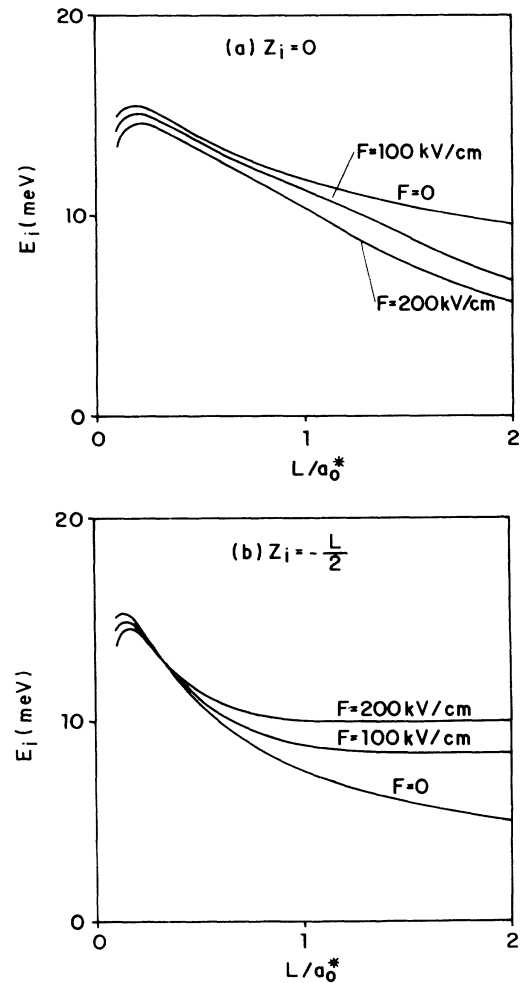 20
(a) Zi=0
F=100 kV/cm
F=0
10
Ei(meV)
F=200kV/cm
0
0
1
2
L/a₀*
20
(b) Zi=-L/2
F=200kV/cm
10
F=100kV/cm
Ei(meV)
F=0
0
0
1
2
L/a₀*